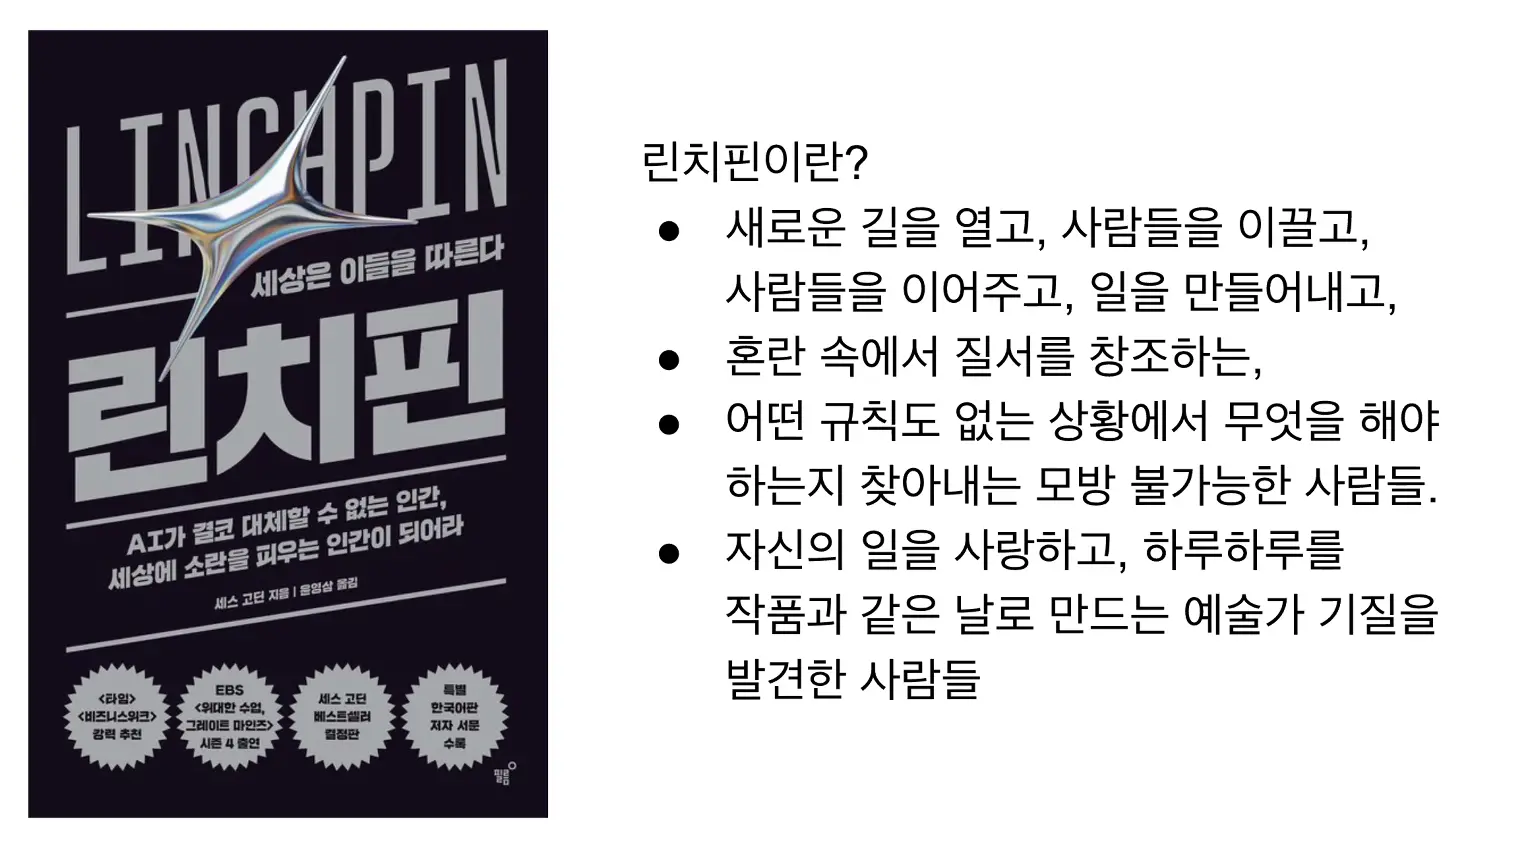 LINCHPIN
세상은 이들을 따른다
린치핀
AI가 결코 대체할 수 없는 인간,
세상에 소란을 피우는 인간이 되어라
세스 고딘 지음 | 윤영삼 옮김
<타임>
<비즈니스위크>
강력 추천
EBS
<위대한 수업,
그레이트 마인즈>
시즌 4 출연
세스 고딘
베스트셀러
결정판
특별
한국어판
저자 서문
수록
필름
린치핀이란?
● 새로운 길을 열고, 사람들을 이끌고,
사람들을 이어주고, 일을 만들어내고,
● 혼란 속에서 질서를 창조하는,
● 어떤 규칙도 없는 상황에서 무엇을 해야
하는지 찾아내는 모방 불가능한 사람들.
● 자신의 일을 사랑하고, 하루하루를
작품과 같은 날로 만드는 예술가 기질을
발견한 사람들